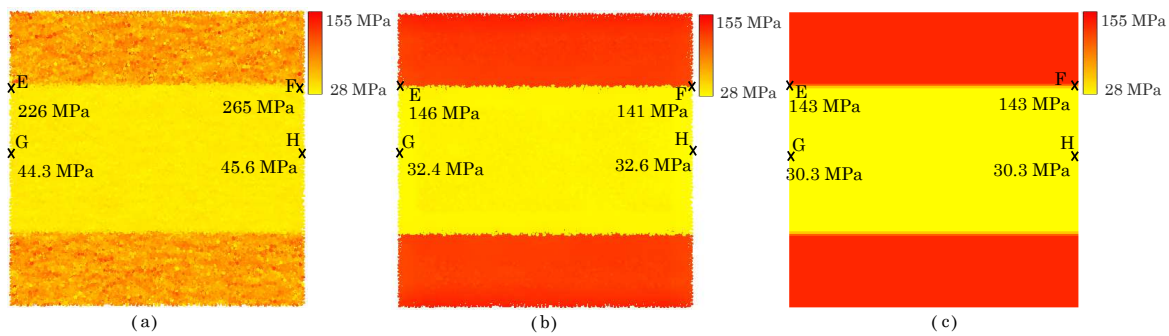 155 MPa
28 MPa
E
F
226 MPa
265 MPa
G
H
44.3 MPa
45.6 MPa
(a)
155 MPa
28 MPa
E
F
146 MPa
141 MPa
G
H
32.4 MPa
32.6 MPa
(b)
155 MPa
28 MPa
E
F
143 MPa
143 MPa
G
H
30.3 MPa
30.3 MPa
(c)